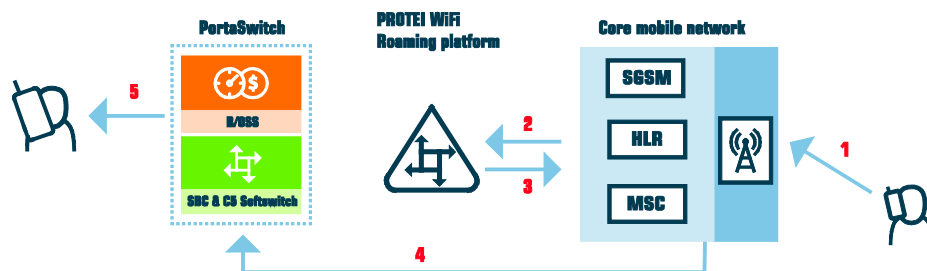 PortaSwitch
PROTEI WiFi
Roaming platform
Core mobile network
5
$
B/OSS
SBC & C5 Softswitch
2
3
SGSM
HLR
MSC
1
4